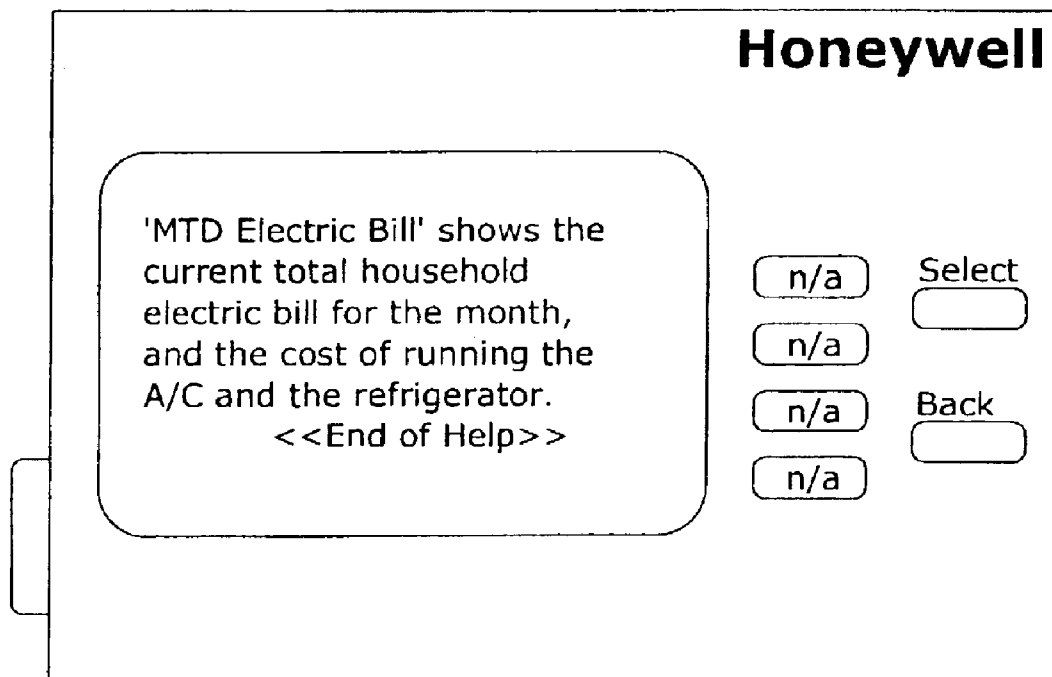 Honeywell
'MTD Electric Bill' shows the
current total household
electric bill for the month,
and the cost of running the
A/C and the refrigerator.
<<End of Help>>
n/a
n/a
n/a
n/a
Select
Back